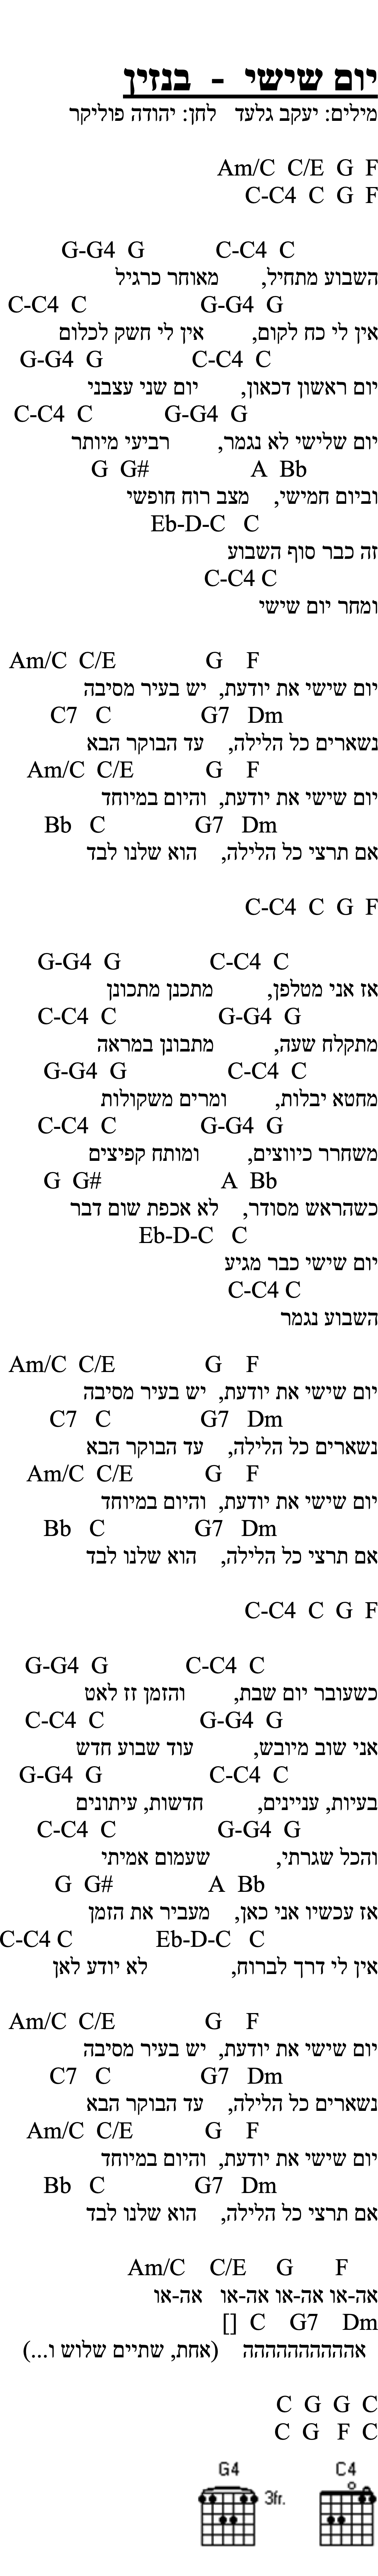 יום שישי - בנזין
מילים: יעקב גלעד לחן: יהודה פוליקר
Am/C C/E G F
C-C4 C G F
G-G4 G C-C4 C
השבוע מתחיל, מאוחר כרגיל
C-C4 C G-G4 G
אין לי כח לקום, אין לי חשק לכלום
G-G4 G C-C4 C
יום ראשון דכאון, יום שני עצבני
C-C4 C G-G4 G
יום שלישי לא נגמר, רביעי מיותר
G G# A Bb
וביום חמישי, מצב רוח חופשי
Eb-D-C C
זה כבר סוף השבוע
C-C4 C
ומחר יום שישי
Am/C C/E G F
יום שישי את יודעת, יש בעיר מסיבה
C7 C G7 Dm
נשארים כל הלילה, עד הבוקר הבא
Am/C C/E G F
יום שישי את יודעת, והיום במיוחד
Bb C G7 Dm
אם תרצי כל הלילה, הוא שלנו לבד
C-C4 C G F
G-G4 G C-C4 C
אז אני מטלפן, מתכנן מתכונן
C-C4 C G-G4 G
מתקלח שעה, מתבונן במראה
G-G4 G C-C4 C
מחטא יבלות, ומרים משקולות
C-C4 C G-G4 G
משחרר כיווצים, ומותח קפיצים
G G# A Bb
כשהראש מסודר, לא אכפת שום דבר
Eb-D-C C
יום שישי כבר מגיע
C-C4 C
השבוע נגמר
Am/C C/E G F
יום שישי את יודעת, יש בעיר מסיבה
C7 C G7 Dm
נשארים כל הלילה, עד הבוקר הבא
Am/C C/E G F
יום שישי את יודעת, והיום במיוחד
Bb C G7 Dm
אם תרצי כל הלילה, הוא שלנו לבד
C-C4 C G F
G-G4 G C-C4 C
כשעובר יום שבת, והזמן זז לאט
C-C4 C G-G4 G
אני שוב מיובש, עוד שבוע חדש
G-G4 G C-C4 C
בעיות, עניינים, חדשות, עיתונים
C-C4 C G-G4 G
והכל שגרתי, שעמום אמיתי
G G# A Bb
אז עכשיו אני כאן, מעביר את הזמן
C-C4 C Eb-D-C C
אין לי דרך לברוח, לא יודע לאן
Am/C C/E G F
יום שישי את יודעת, יש בעיר מסיבה
C7 C G7 Dm
נשארים כל הלילה, עד הבוקר הבא
Am/C C/E G F
יום שישי את יודעת, והיום במיוחד
Bb C G7 Dm
אם תרצי כל הלילה, הוא שלנו לבד
Am/C C/E G F
אה-או אה-או אה-או אה-או
[] C G7 Dm
אהההההההההה (אחת, שתיים שלוש ו...)
C G G C
C G F C
G4 C4
3fr.